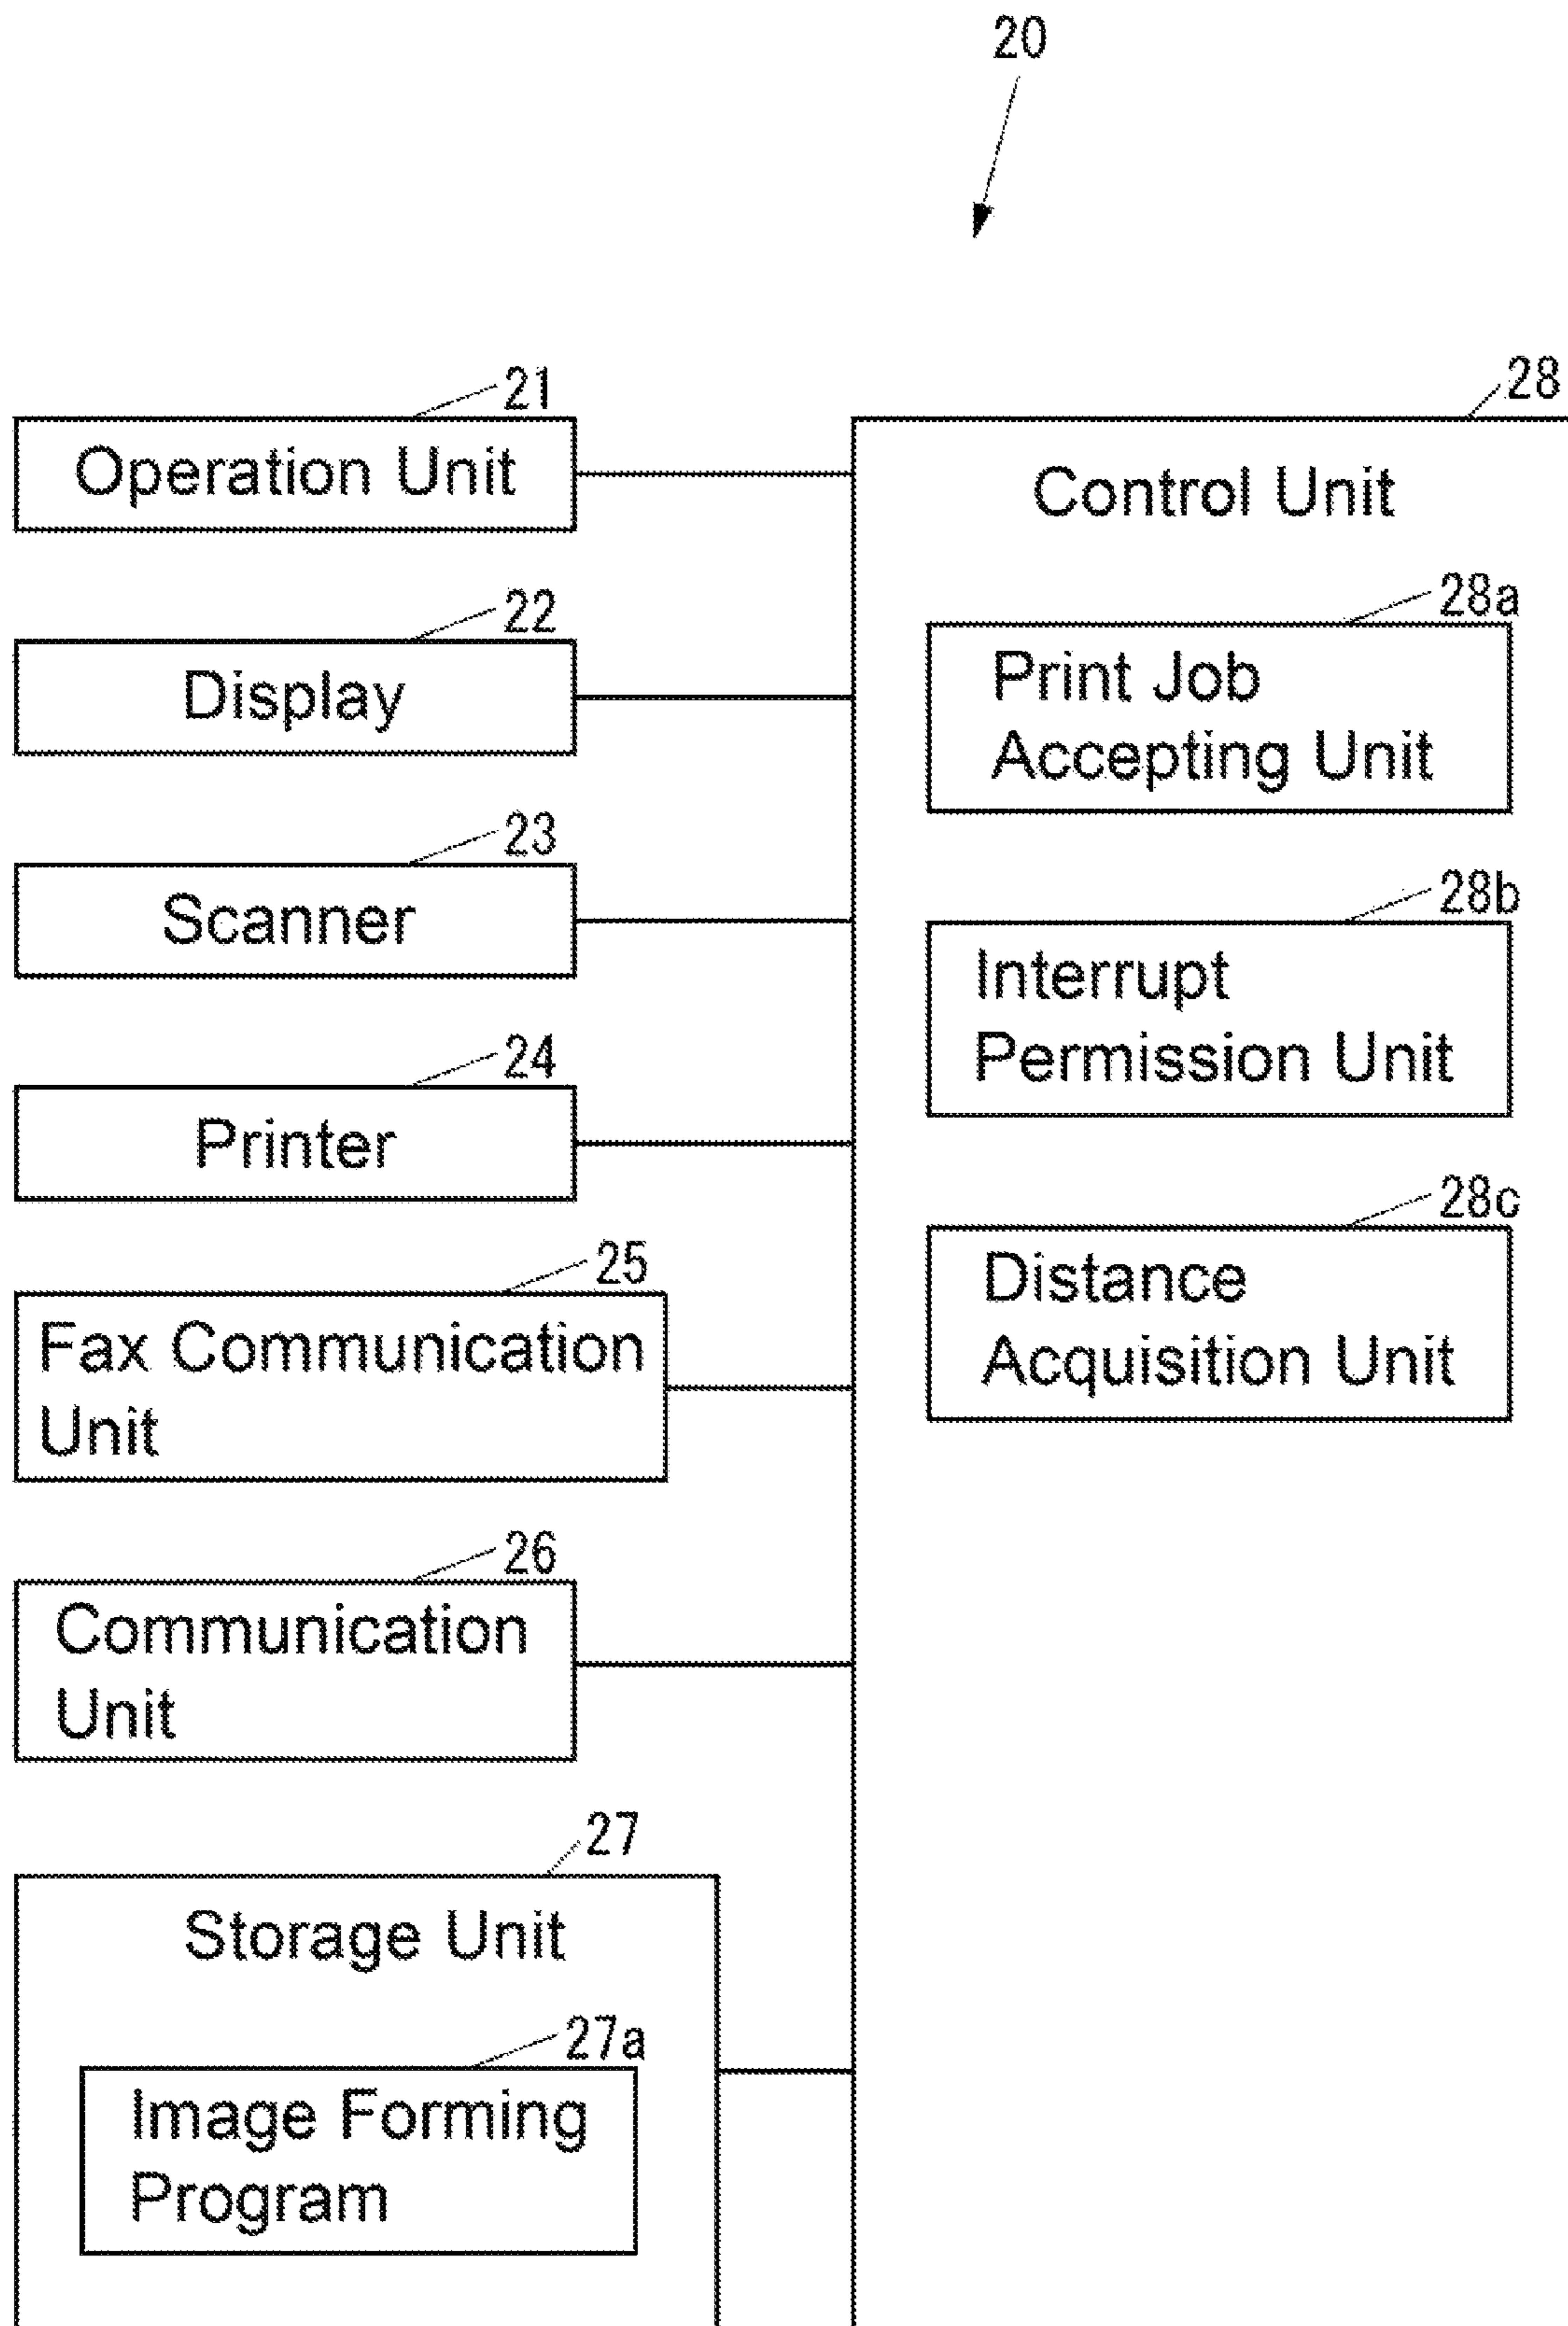 20
21
Operation Unit
22
Display
23
Scanner
24
Printer
25
Fax Communication
Unit
26
Communication
Unit
27
Storage Unit
27a
Image Forming
Program
28
Control Unit
28a
Print Job
Accepting Unit
28b
Interrupt
Permission Unit
28c
Distance
Acquisition Unit